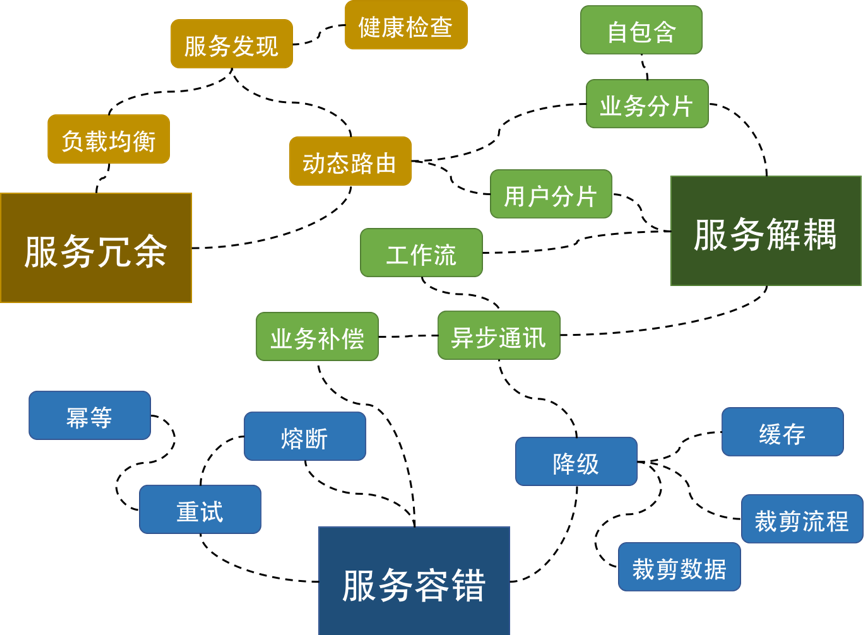 健康检查
服务发现
自包含
业务分片
负载均衡
动态路由
用户分片
服务冗余
服务解耦
工作流
业务补偿
异步通讯
幂等
熔断
缓存
降级
重试
裁剪流程
裁剪数据
服务容错